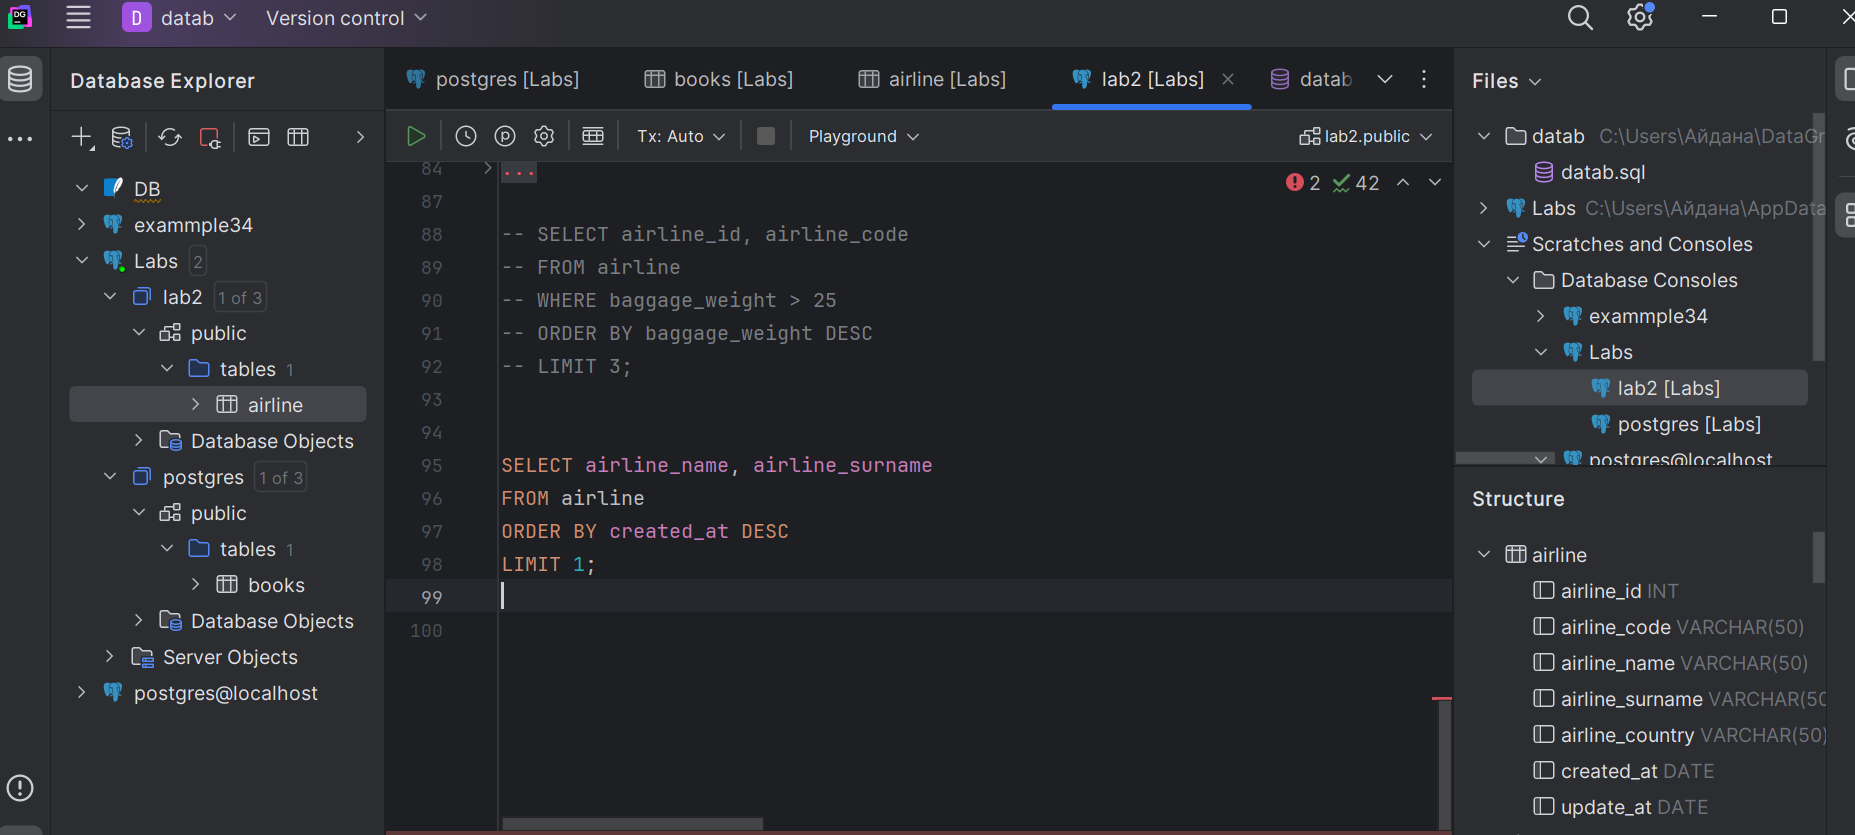 DG
D datab Version control
Database Explorer
DB
exammple34
Labs 2
lab2 1 of 3
public
tables 1
airline
Database Objects
postgres 1 of 3
public
tables 1
books
Database Objects
Server Objects
postgres@localhost
postgres [Labs] books [Labs] airline [Labs] lab2 [Labs] datab
Tx: Auto Playground lab2.public
2 42
84 ...
87
88 -- SELECT airline_id, airline_code
89 -- FROM airline
90 -- WHERE baggage_weight > 25
91 -- ORDER BY baggage_weight DESC
92 -- LIMIT 3;
93
94
95 SELECT airline_name, airline_surname
96 FROM airline
97 ORDER BY created_at DESC
98 LIMIT 1;
99
100
Files
datab C:\Users\Айдана\DataGr
datab.sql
Labs C:\Users\Айдана\AppData
Scratches and Consoles
Database Consoles
exammple34
Labs
lab2 [Labs]
postgres [Labs]
postgres@localhost
Structure
airline
airline_id INT
airline_code VARCHAR(50)
airline_name VARCHAR(50)
airline_surname VARCHAR(50
airline_country VARCHAR(50)
created_at DATE
update_at DATE